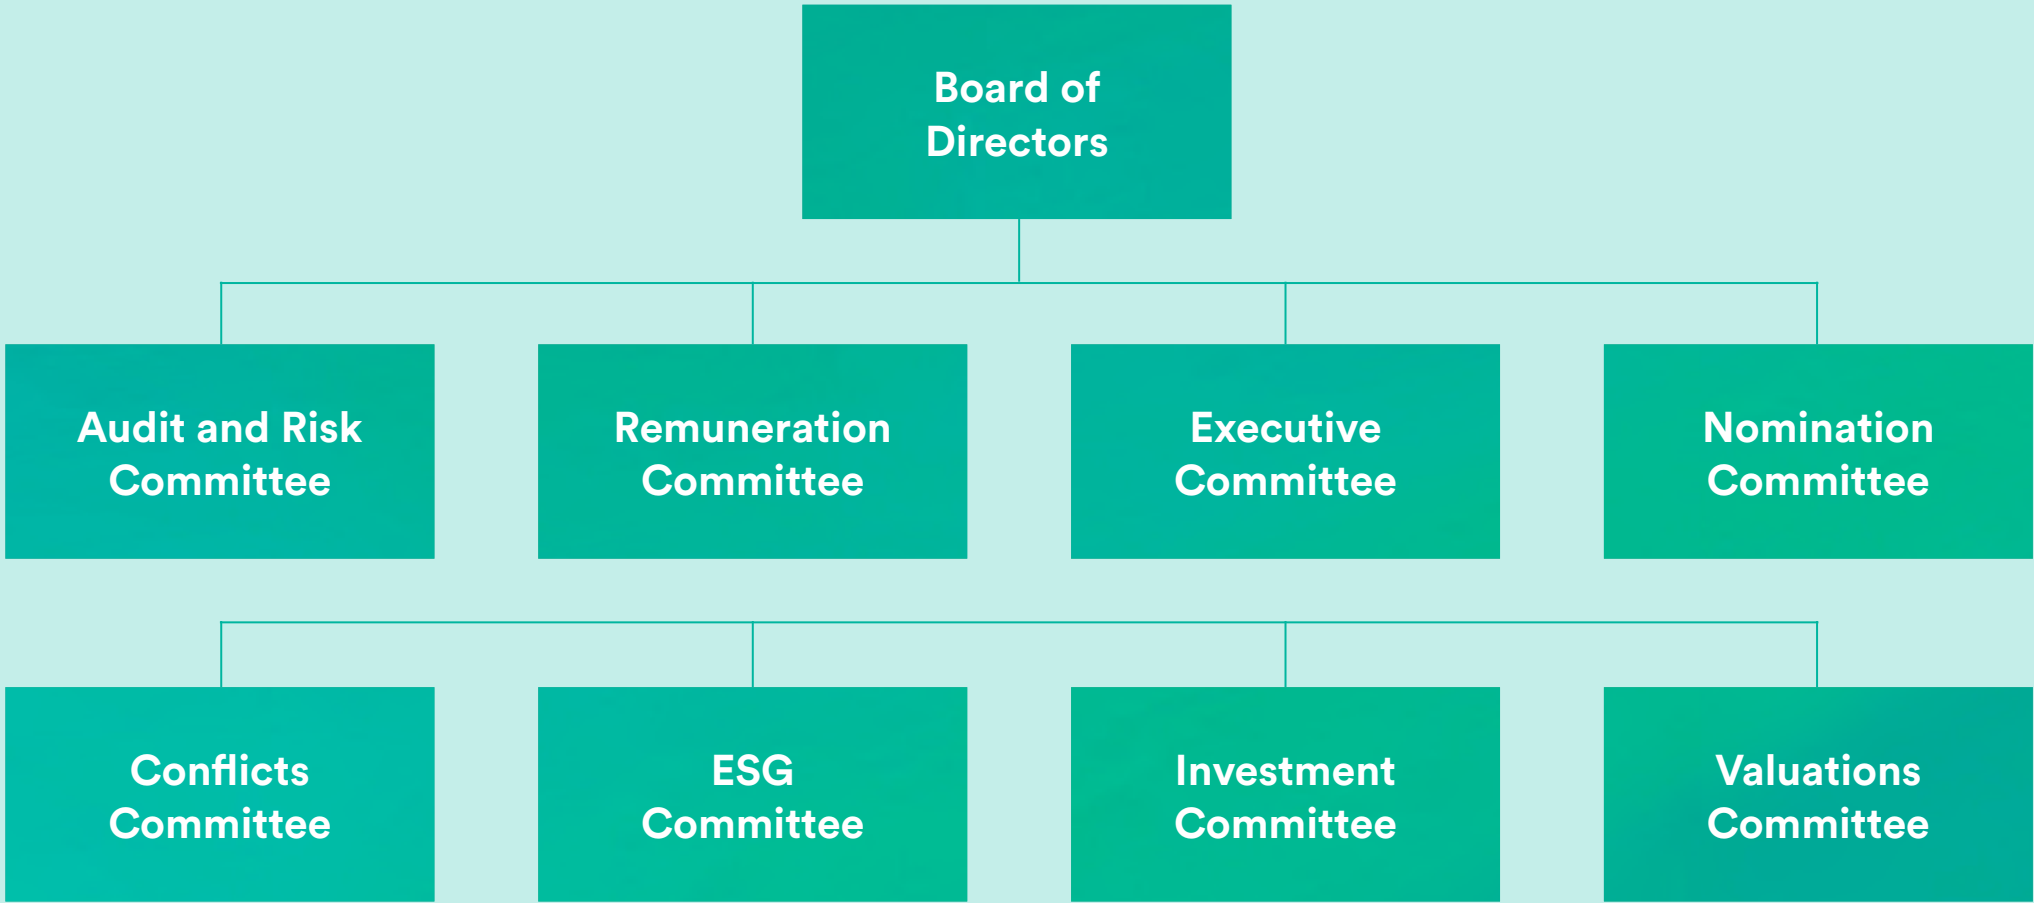 Board of
Directors
Audit and Risk
Committee
Remuneration
Committee
Executive
Committee
Nomination
Committee
Conflicts
Committee
ESG
Committee
Investment
Committee
Valuations
Committee